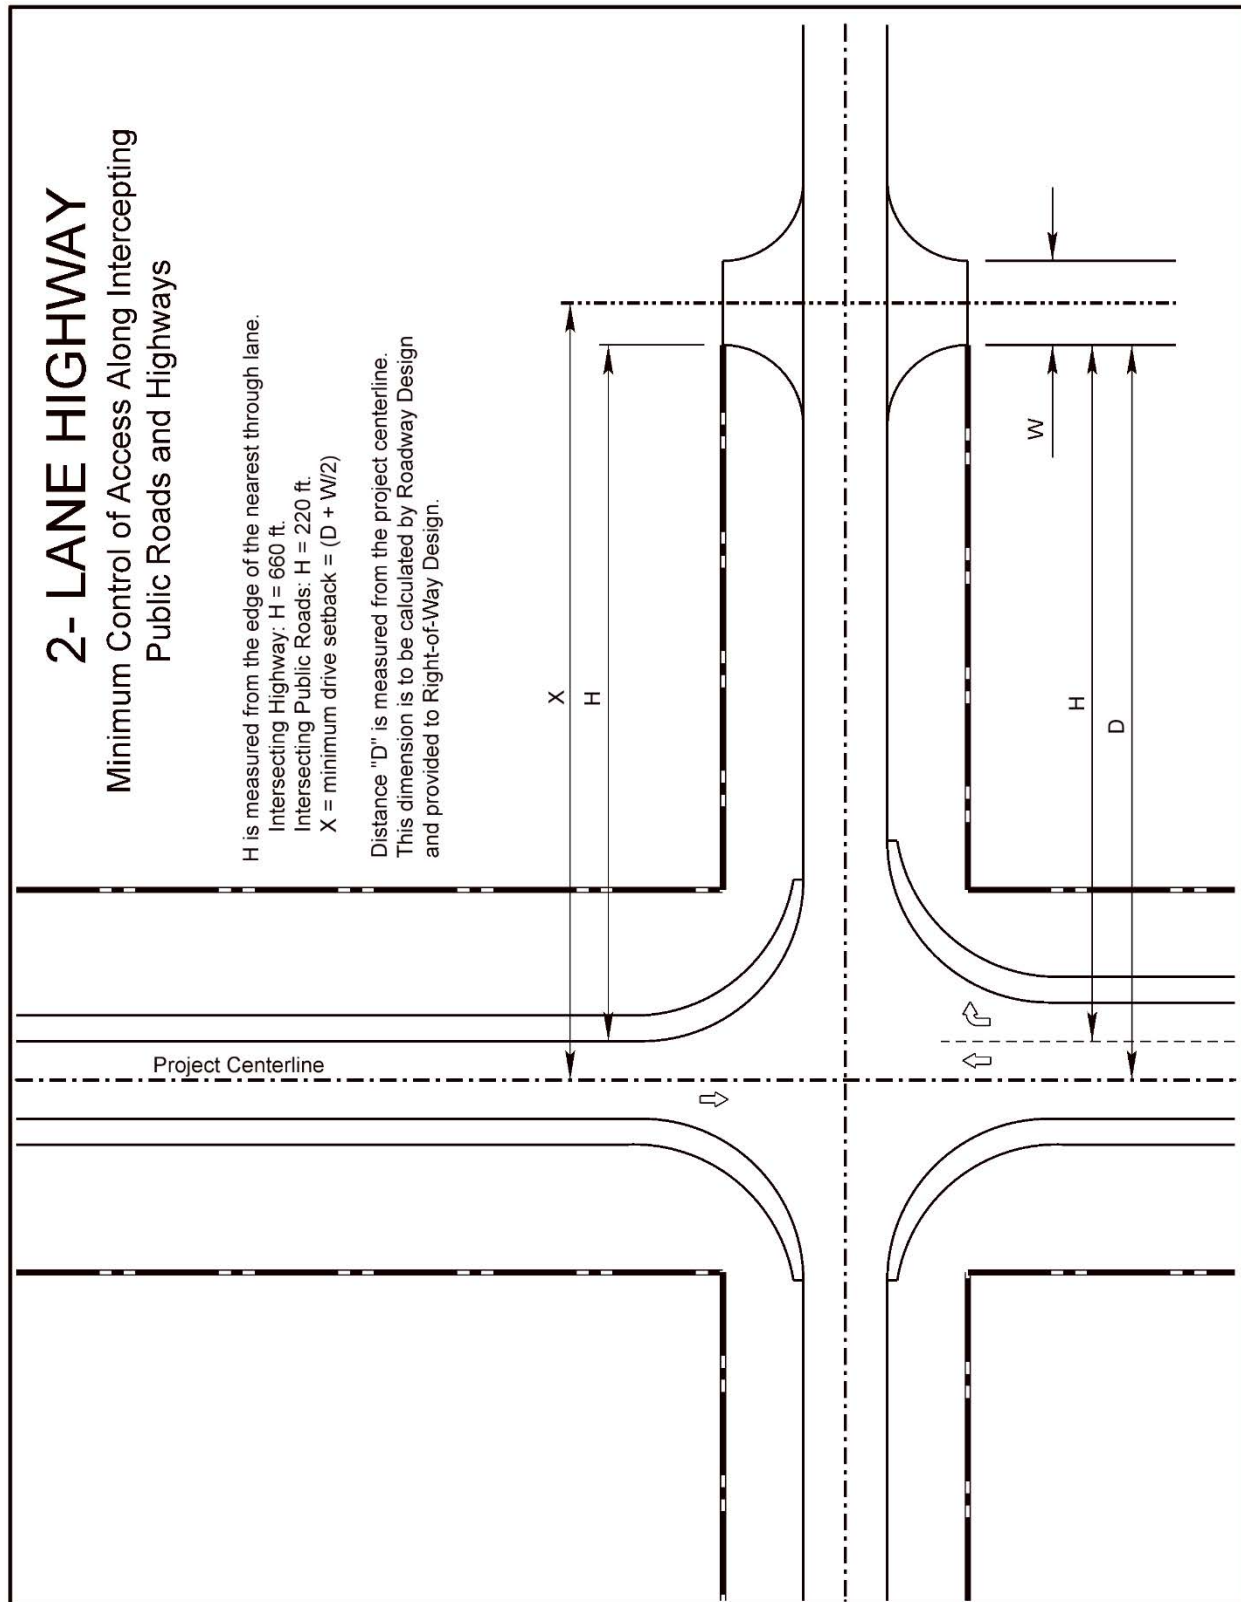 2- LANE HIGHWAY
Minimum Control of Access Along Intercepting
Public Roads and Highways
H is measured from the edge of the nearest through lane.
Intersecting Highway: H = 660 ft.
Intersecting Public Roads: H = 220 ft.
X = minimum drive setback = (D + W/2)
Distance "D" is measured from the project centerline.
This dimension is to be calculated by Roadway Design
and provided to Right-of-Way Design.
Project Centerline
X
H
W
H
D